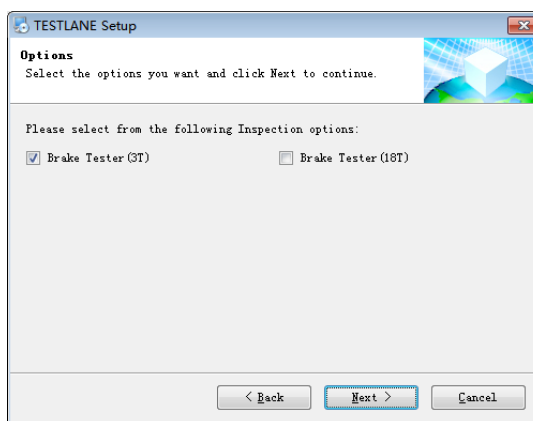 TESTLANE Setup
Options
Select the options you want and click Next to continue.
Please select from the following Inspection options:
Brake Tester(3T) Brake Tester(18T)
< Back Next > Cancel